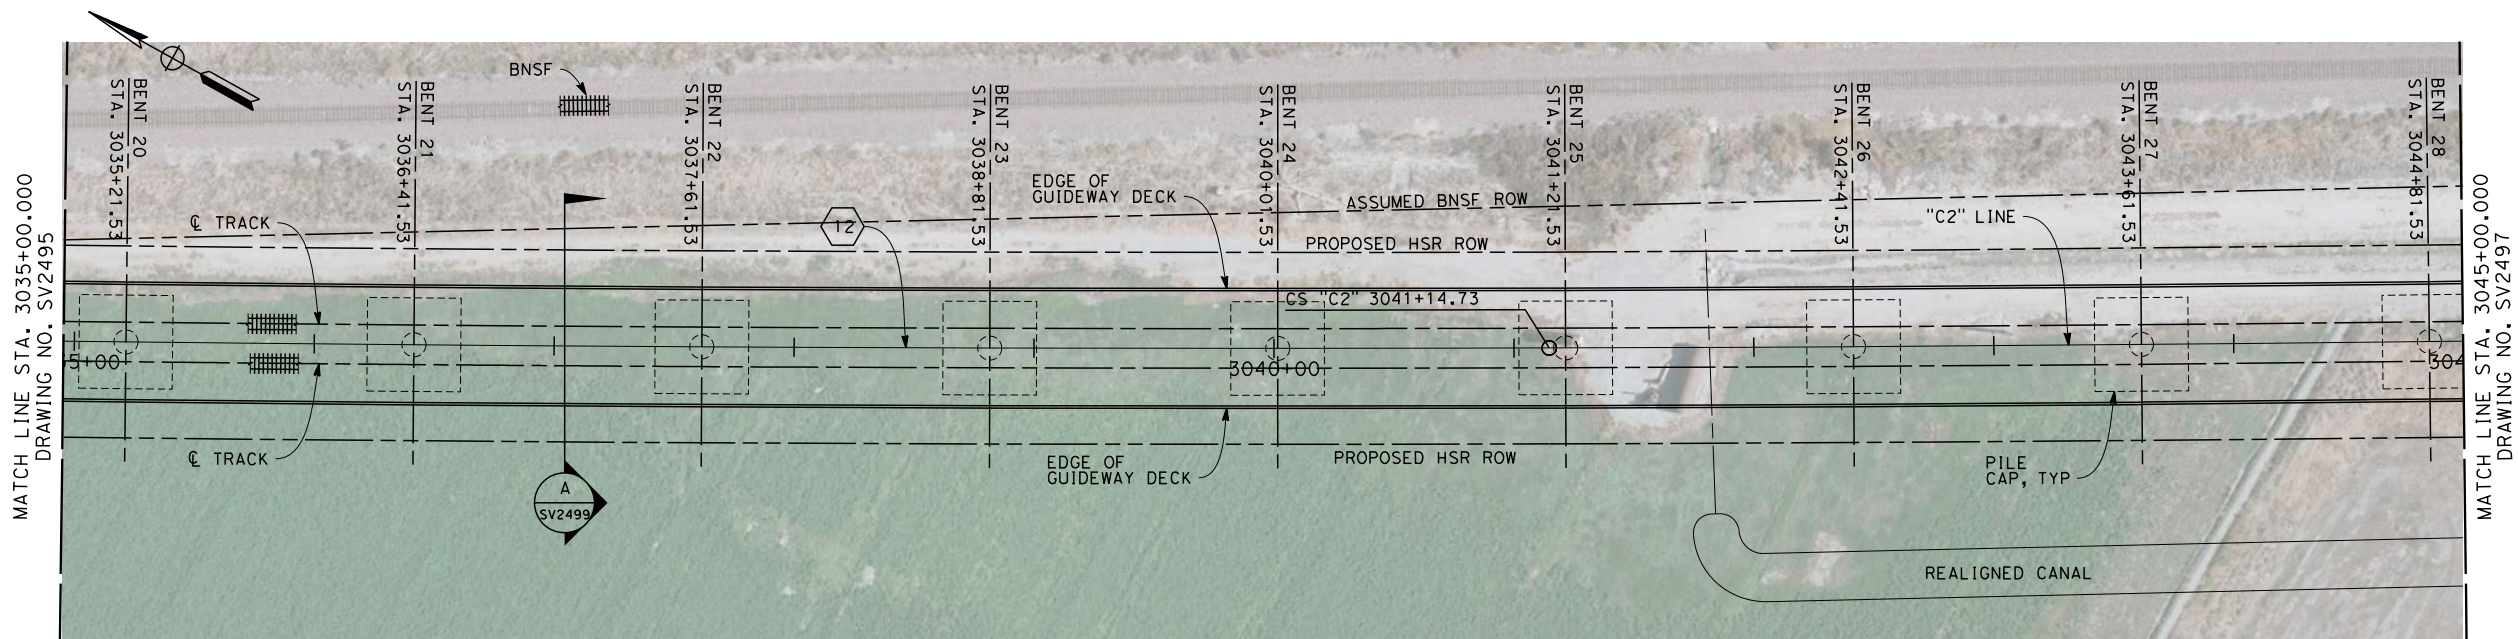 MATCH LINE STA. 3035+00.000
DRAWING NO. SV2495
BENT 20
STA. 3035+21.53
BENT 21
STA. 3036+41.53
BNSF
BENT 22
STA. 3037+61.53
BENT 23
STA. 3038+81.53
BENT 24
STA. 3040+01.53
BENT 25
STA. 3041+21.53
BENT 26
STA. 3042+41.53
BENT 27
STA. 3043+61.53
BENT 28
STA. 3044+81.53
℄ TRACK
12
EDGE OF
GUIDEWAY DECK
ASSUMED BNSF ROW
PROPOSED HSR ROW
"C2" LINE
CS "C2" 3041+14.73
5+00
3040+00
304
℄ TRACK
A
SV2499
EDGE OF
GUIDEWAY DECK
PROPOSED HSR ROW
PILE
CAP, TYP
REALIGNED CANAL
MATCH LINE STA. 3045+00.000
DRAWING NO. SV2497